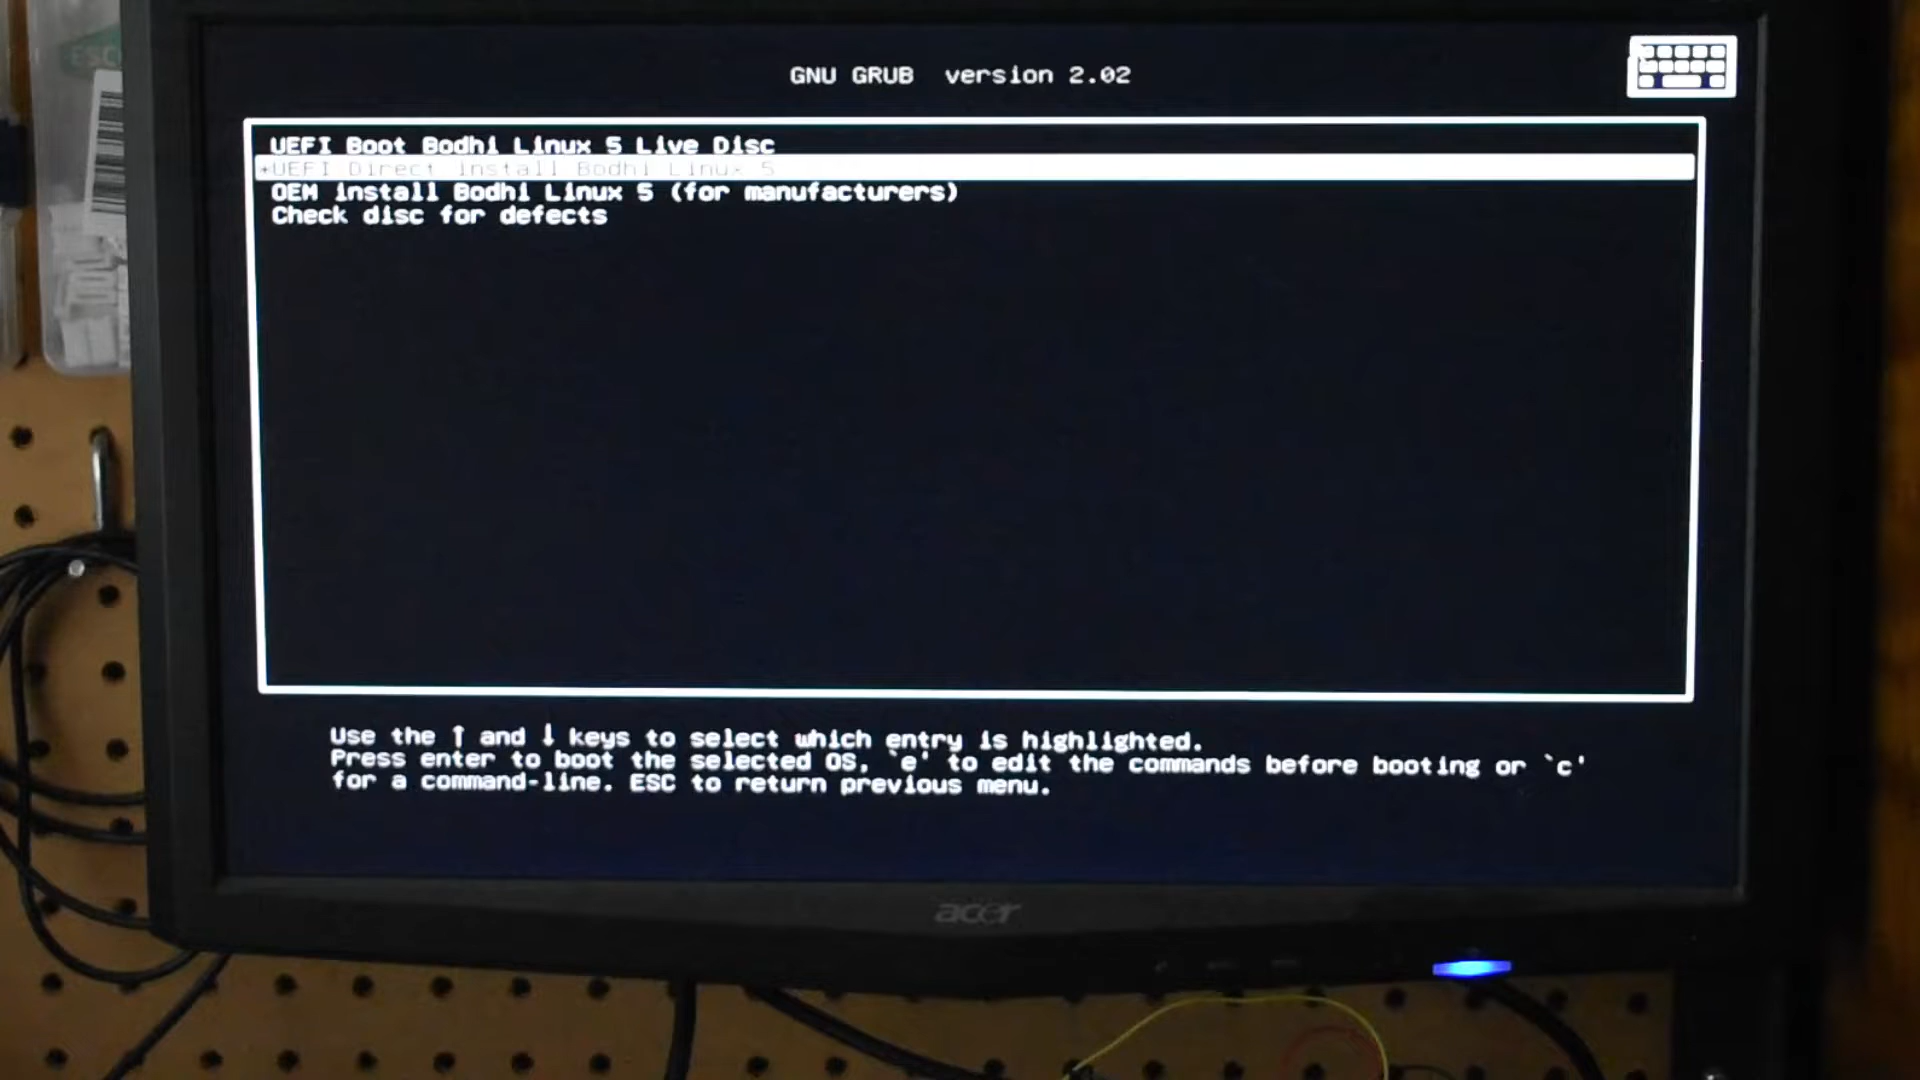 ESC
GNU GRUB version 2.02
UEFI Boot Bodhi Linux 5 Live Disc
*UEFI Direct install Bodhi Linux 5
OEM install Bodhi Linux 5 (for manufacturers)
Check disc for defects
Use the ↑ and ↓ keys to select which entry is highlighted.
Press enter to boot the selected OS, `e' to edit the commands before booting or `c'
for a command-line. ESC to return previous menu.
acer